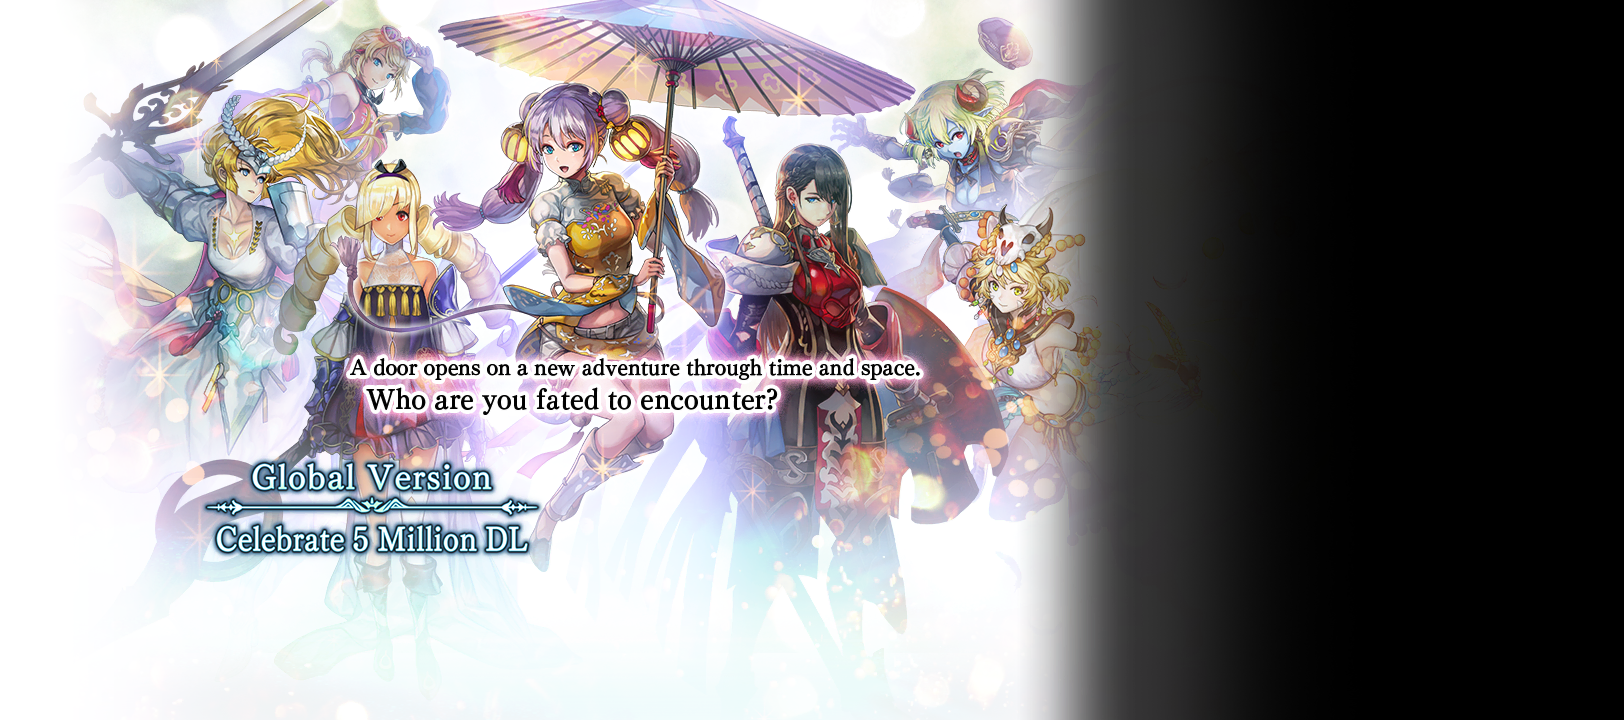 A door opens on a new adventure through time and space.
Who are you fated to encounter?
Global Version
Celebrate 5 Million DL